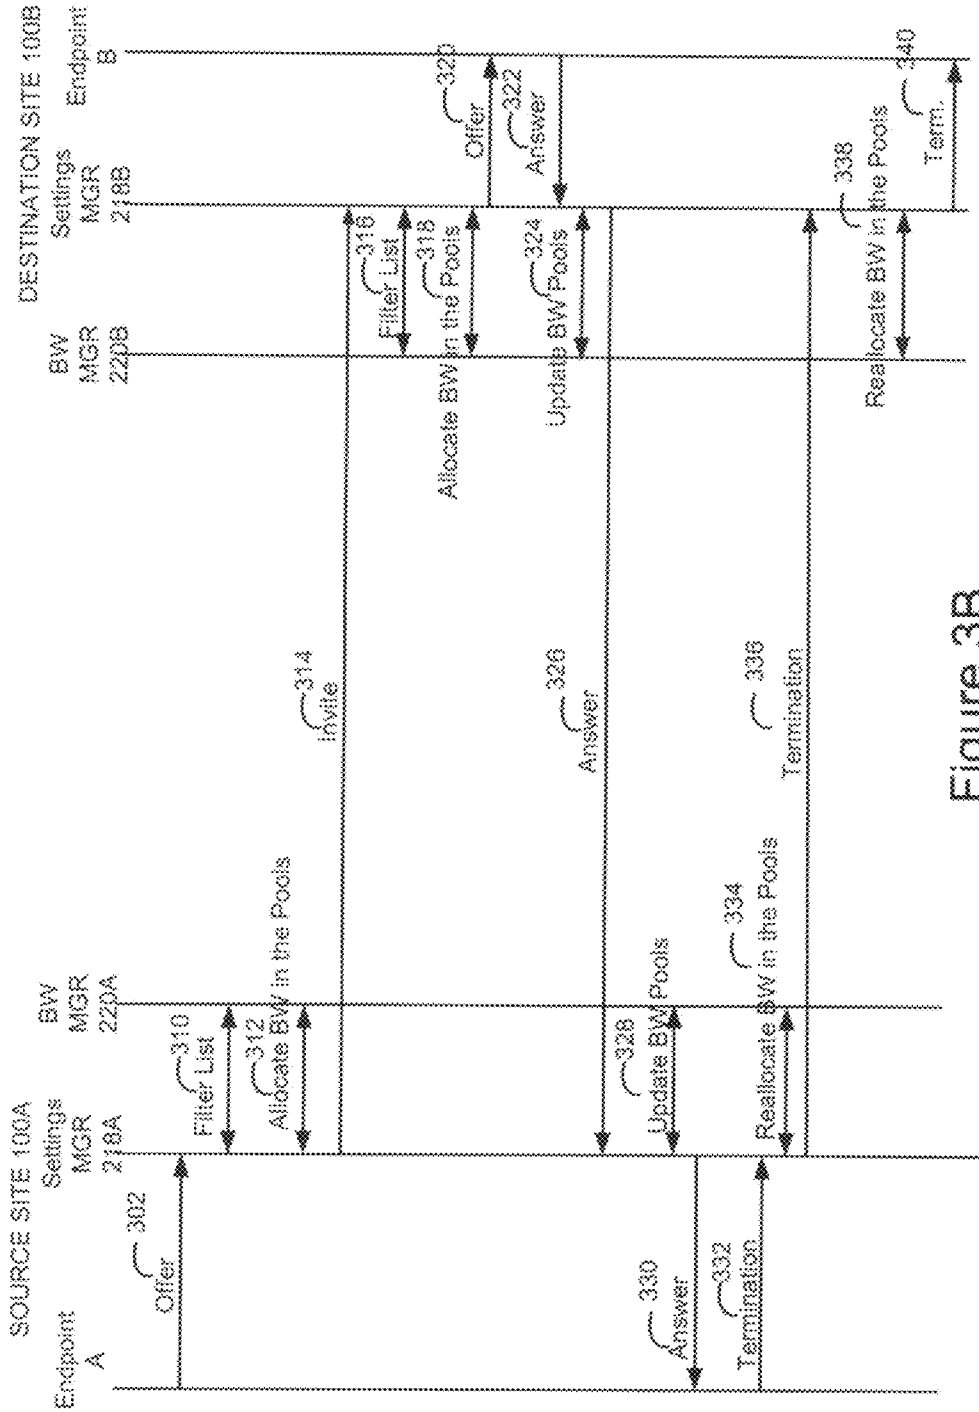 SOURCE SITE 100A
DESTINATION SITE 100B
Endpoint
A
Settings
MGR
218A
BW
MGR
220A
BW
MGR
220B
Settings
MGR
218B
Endpoint
B
302
Offer
310
Filter List
312
Allocate BW in the Pools
314
Invite
316
Filter List
318
Allocate BW in the Pools
320
Offer
322
Answer
324
Update BW Pools
326
Answer
328
Update BW Pools
330
Answer
332
Termination
334
Reallocate BW in the Pools
336
Termination
338
Reallocate BW in the Pools
340
Term.
Figure 3B